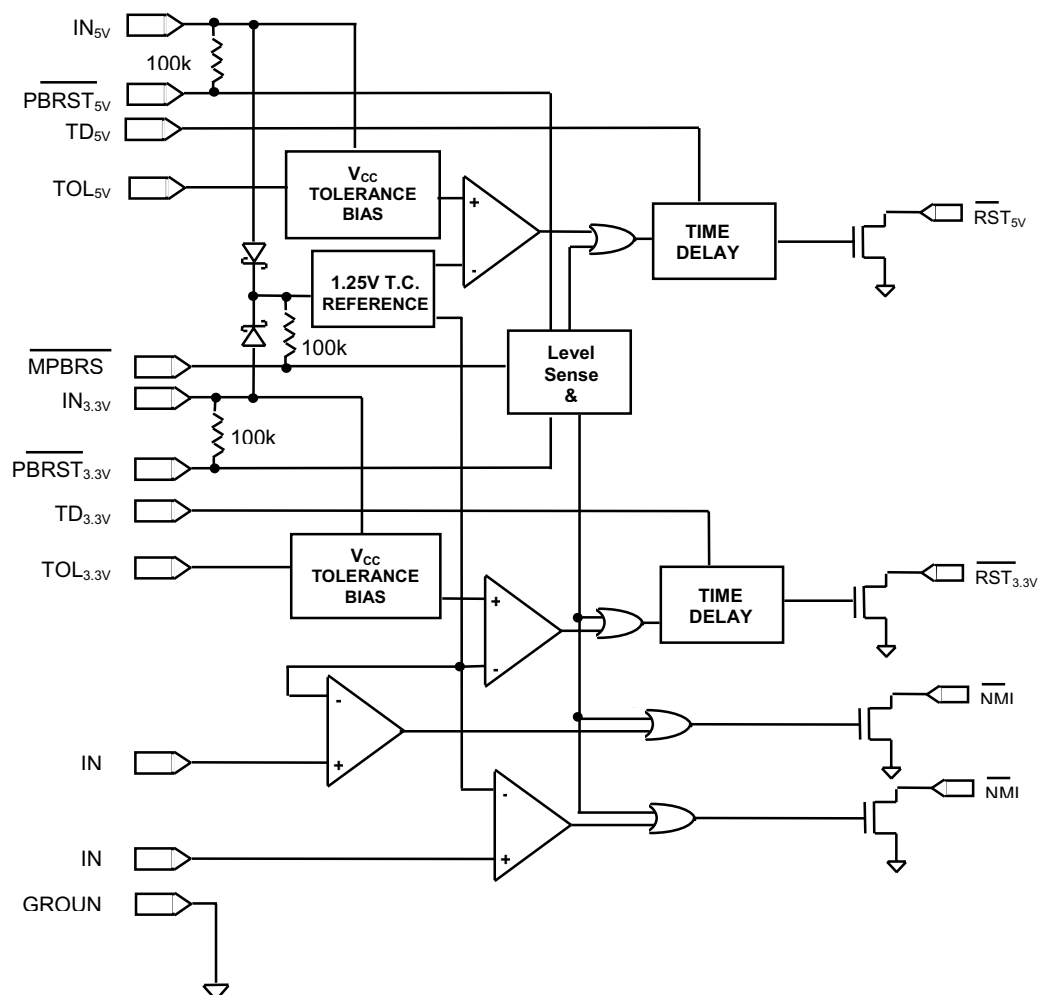 IN5V
100k
PBRST5V
TD5V
TOL5V
VCC
TOLERANCE
BIAS
+
-
TIME
DELAY
RST5V
1.25V T.C.
REFERENCE
100k
MPBRS
Level
Sense
&
IN3.3V
100k
PBRST3.3V
TD3.3V
TOL3.3V
VCC
TOLERANCE
BIAS
+
-
TIME
DELAY
RST3.3V
-
+
NMI
IN
-
+
NMI
IN
GROUN